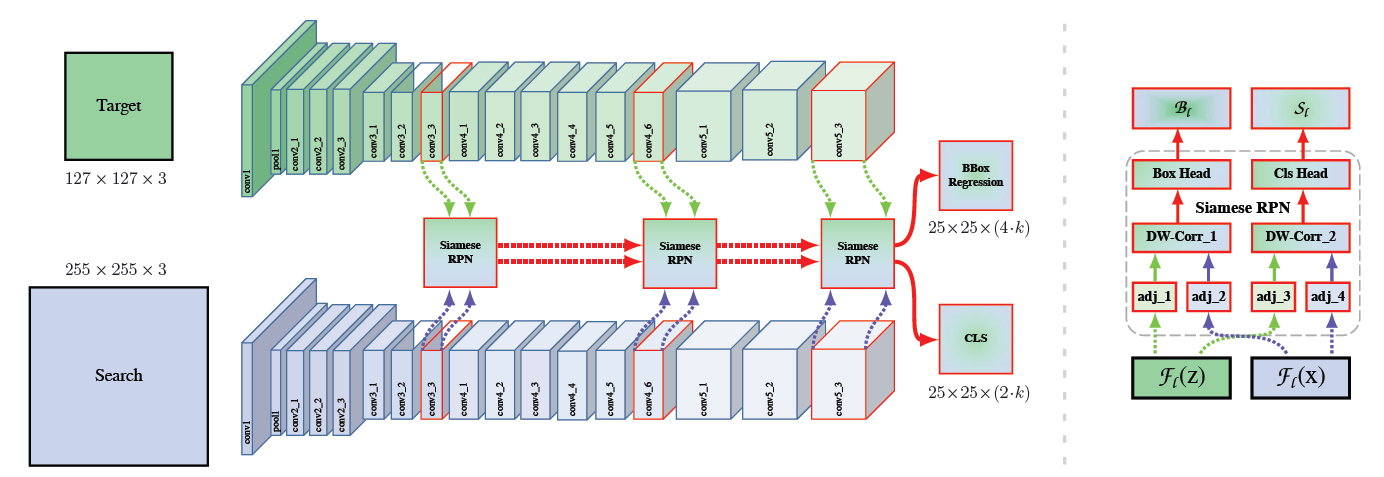 Target
127 × 127 × 3
conv1
pool1
conv2_1
conv2_2
conv2_3
conv3_1
conv3_2
conv3_3
conv4_1
conv4_2
conv4_3
conv4_4
conv4_5
conv4_6
conv5_1
conv5_2
conv5_3
Siamese
RPN
Siamese
RPN
Siamese
RPN
BBox
Regression
25×25×(4·k)
255 × 255 × 3
Search
conv1
pool1
conv2_1
conv2_2
conv2_3
conv3_1
conv3_2
conv3_3
conv4_1
conv4_2
conv4_3
conv4_4
conv4_5
conv4_6
conv5_1
conv5_2
conv5_3
CLS
25×25×(2·k)
ℬℓ
𝒮ℓ
Box Head
Cls Head
Siamese RPN
DW-Corr_1
DW-Corr_2
adj_1
adj_2
adj_3
adj_4
ℱℓ(z)
ℱℓ(x)